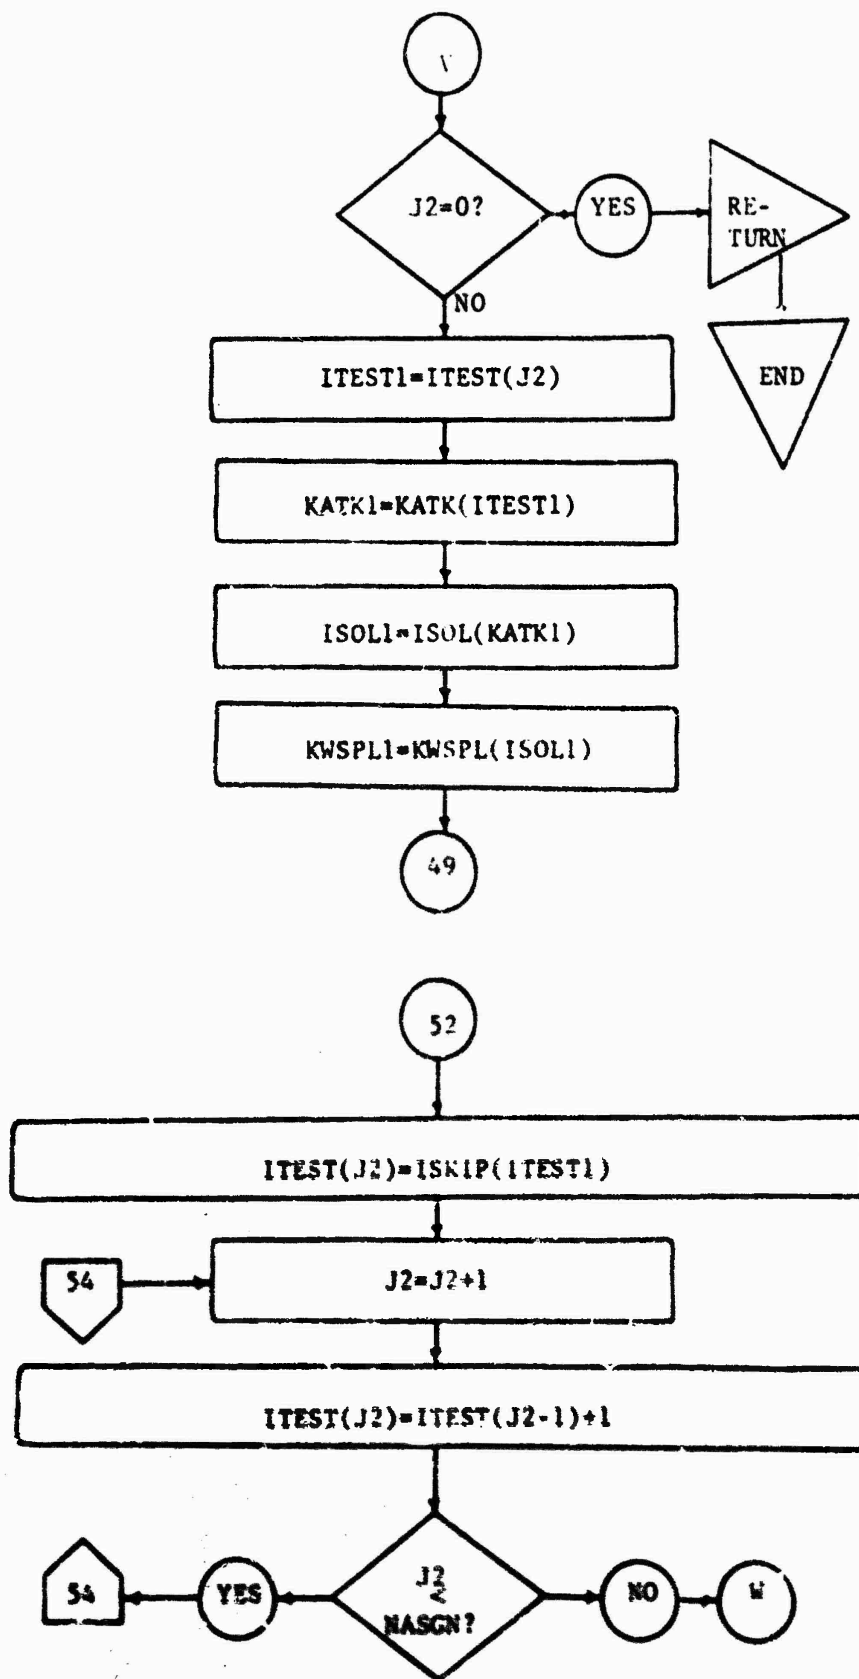 V
J2=0?
YES
RE-
TURN
NO
END
ITEST1=ITEST(J2)
KATK1=KATK(ITEST1)
ISOL1=ISOL(KATK1)
KWSPL1=KWSPL(ISOL1)
49
52
ITEST(J2)=ISKIP(ITEST1)
54
J2=J2+1
ITEST(J2)=ITEST(J2-1)+1
54
YES
J2
<
NASGN?
NO
W